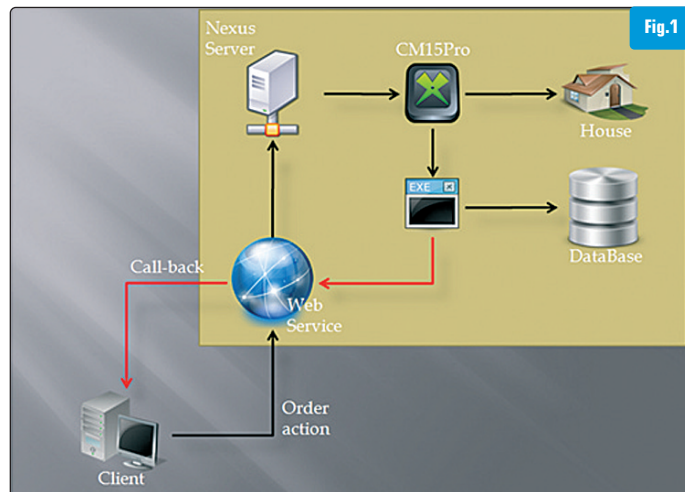 Fig.1
Nexus
Server
CM15Pro
House
EXE
DataBase
Call-back
Web
Service
Order
action
Client